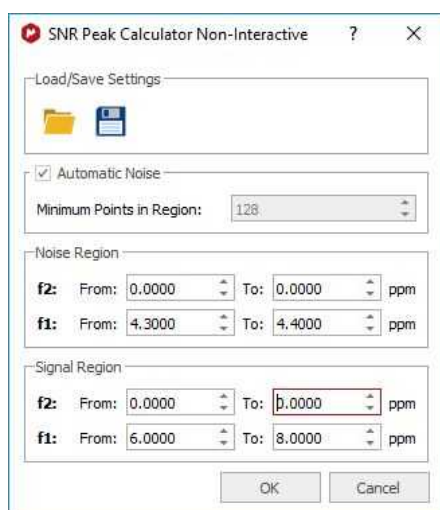 SNR Peak Calculator Non-Interactive ? ×
Load/Save Settings
Automatic Noise
Minimum Points in Region: 128
Noise Region
f2: From: 0.0000 To: 0.0000 ppm
f1: From: 4.3000 To: 4.4000 ppm
Signal Region
f2: From: 0.0000 To: 0.0000 ppm
f1: From: 6.0000 To: 8.0000 ppm
OK Cancel